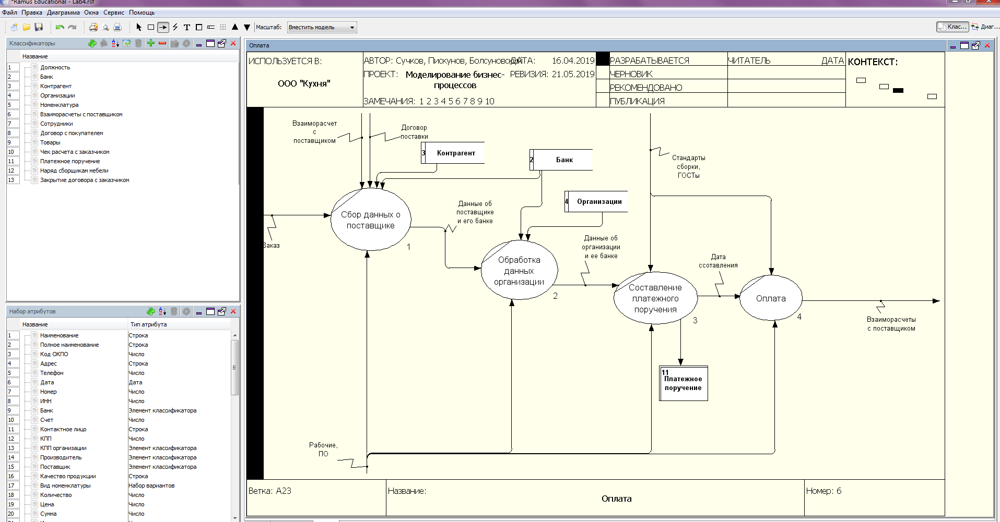 *Ramus Educational - Lab4.rsf
Файл Правка Диаграмма Окна Сервис Помощь
Масштаб: Вместить модель
Клас... Диаг...
Классификаторы
Название
1 Должность
2 Банк
3 Контрагент
4 Организации
5 Номенклатура
6 Взаиморасчеты с поставщиком
7 Сотрудники
8 Договор с покупателем
9 Товары
10 Чек расчета с заказчиком
11 Платежное поручение
12 Наряд сборщикам мебели
13 Закрытие договора с заказчиком
Набор атрибутов
Название Тип атрибута
1 Наименование Строка
2 Полное наименование Строка
3 Код ОКПО Число
4 Адрес Строка
5 Телефон Число
6 Дата Дата
7 Номер Число
8 ИНН Число
9 Банк Элемент классификатора
10 Счет Число
11 Контактное лицо Строка
12 КПП Число
13 КПП организации Элемент классификатора
14 Производитель Элемент классификатора
15 Поставщик Элемент классификатора
16 Качество продукции Строка
17 Вид номенклатуры Набор вариантов
18 Количество Число
19 Цена Число
20 Сумма Число
Оплата
ИСПОЛЬЗУЕТСЯ В:
ООО "Кухня"
АВТОР: Сучков, Пискунов, Болсуновский
ДАТА: 16.04.2019
ПРОЕКТ: Моделирование бизнес-
процессов
РЕВИЗИЯ: 21.05.2019
ЗАМЕЧАНИЯ: 1 2 3 4 5 6 7 8 9 10
РАЗРАБАТЫВАЕТСЯ
ЧЕРНОВИК
РЕКОМЕНДОВАНО
ПУБЛИКАЦИЯ
ЧИТАТЕЛЬ ДАТА
КОНТЕКСТ:
Взаиморасчет
с
поставщиком
Договор
поставки
3 Контрагент
2 Банк
Стандарты
сборки,
ГОСТы
4 Организации
Заказ
Сбор данных о
поставщике
1
Данные об
поставщике
и его банке
Обработка
данных
организации
2
Данные об
организации
и ее банке
Составление
платежного
поручения
3
Дата
ссотавления
Оплата
4
Взаиморасчеты
с поставщиком
11
Платежное
поручение
Рабочие,
ПО
Ветка: A23
Название:
Оплата
Номер: 6